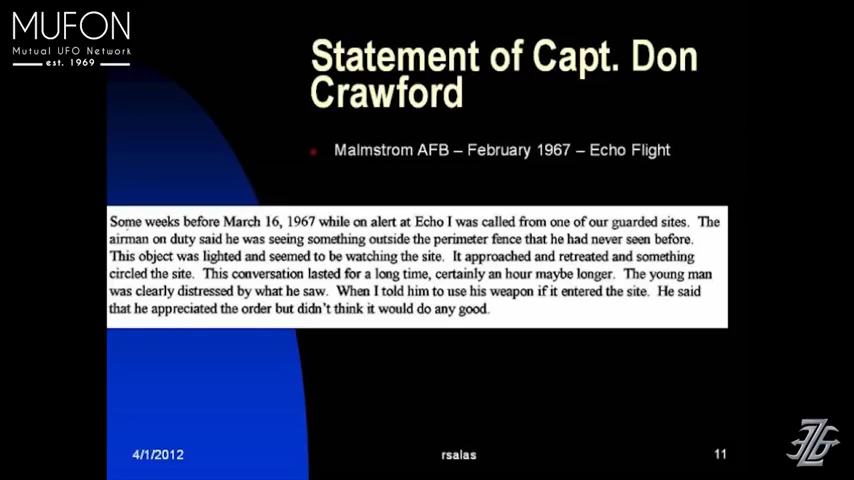 MUFON
Mutual UFO Network
est. 1969
Statement of Capt. Don
Crawford
Malmstrom AFB – February 1967 – Echo Flight
Some weeks before March 16, 1967 while on alert at Echo I was called from one of our guarded sites. The
airman on duty said he was seeing something outside the perimeter fence that he had never seen before.
This object was lighted and seemed to be watching the site. It approached and retreated and something
circled the site. This conversation lasted for a long time, certainly an hour maybe longer. The young man
was clearly distressed by what he saw. When I told him to use his weapon if it entered the site. He said
that he appreciated the order but didn't think it would do any good.
4/1/2012
rsalas
11